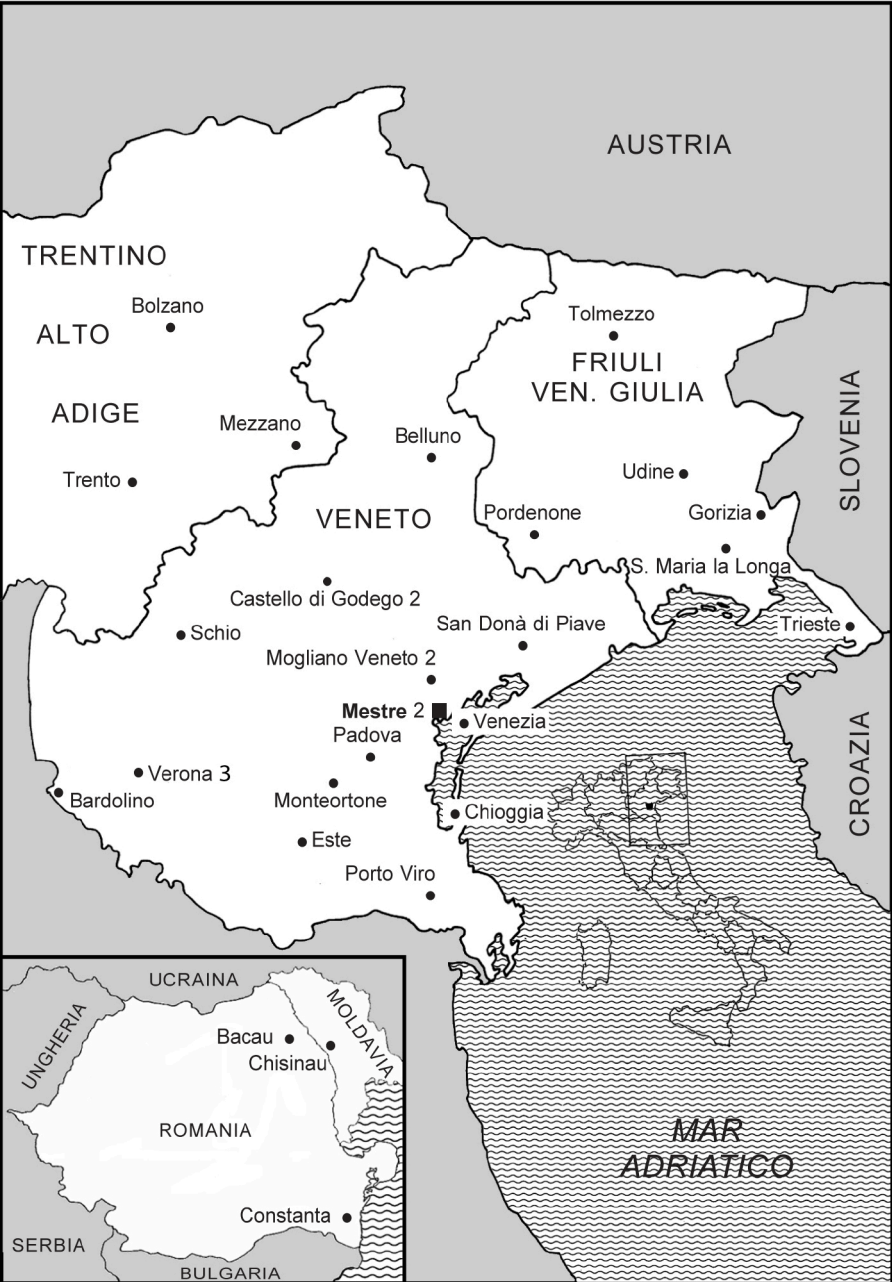 AUSTRIA
TRENTINO
ALTO
ADIGE
Bolzano
Tolmezzo
FRIULI
VEN. GIULIA
SLOVENIA
Mezzano
Belluno
Trento
Udine
VENETO
Pordenone
Gorizia
S. Maria la Longa
Castello di Godego 2
Schio
San Donà di Piave
Trieste
Mogliano Veneto 2
Mestre 2
Venezia
Padova
Verona 3
Bardolino
Monteortone
Chioggia
CROAZIA
Este
Porto Viro
UCRAINA
UNGHERIA
MOLDAVIA
Bacau
Chisinau
ROMANIA
MAR
ADRIATICO
Constanta
SERBIA
BULGARIA